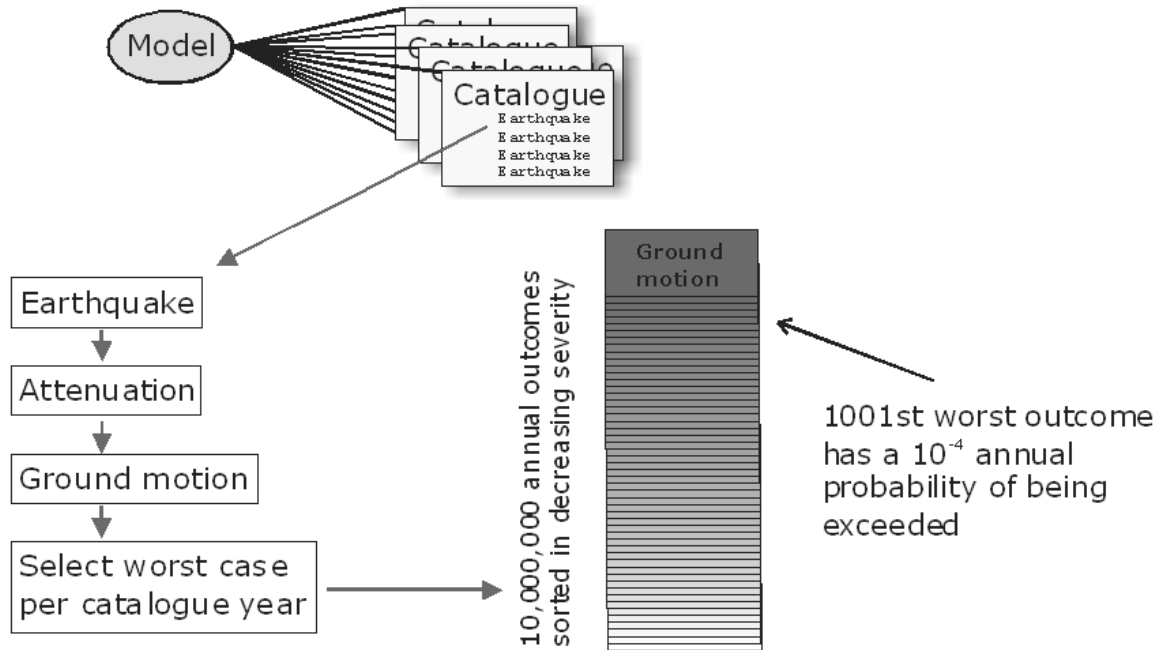 Model
Catalogue
Catalogue
Catalogue
Catalogue
Earthquake
Earthquake
Earthquake
Earthquake
Earthquake
Attenuation
Ground motion
Select worst case
per catalogue year
10,000,000 annual outcomes
sorted in decreasing severity
Ground
motion
1001st worst outcome
has a 10⁻⁴ annual
probability of being
exceeded